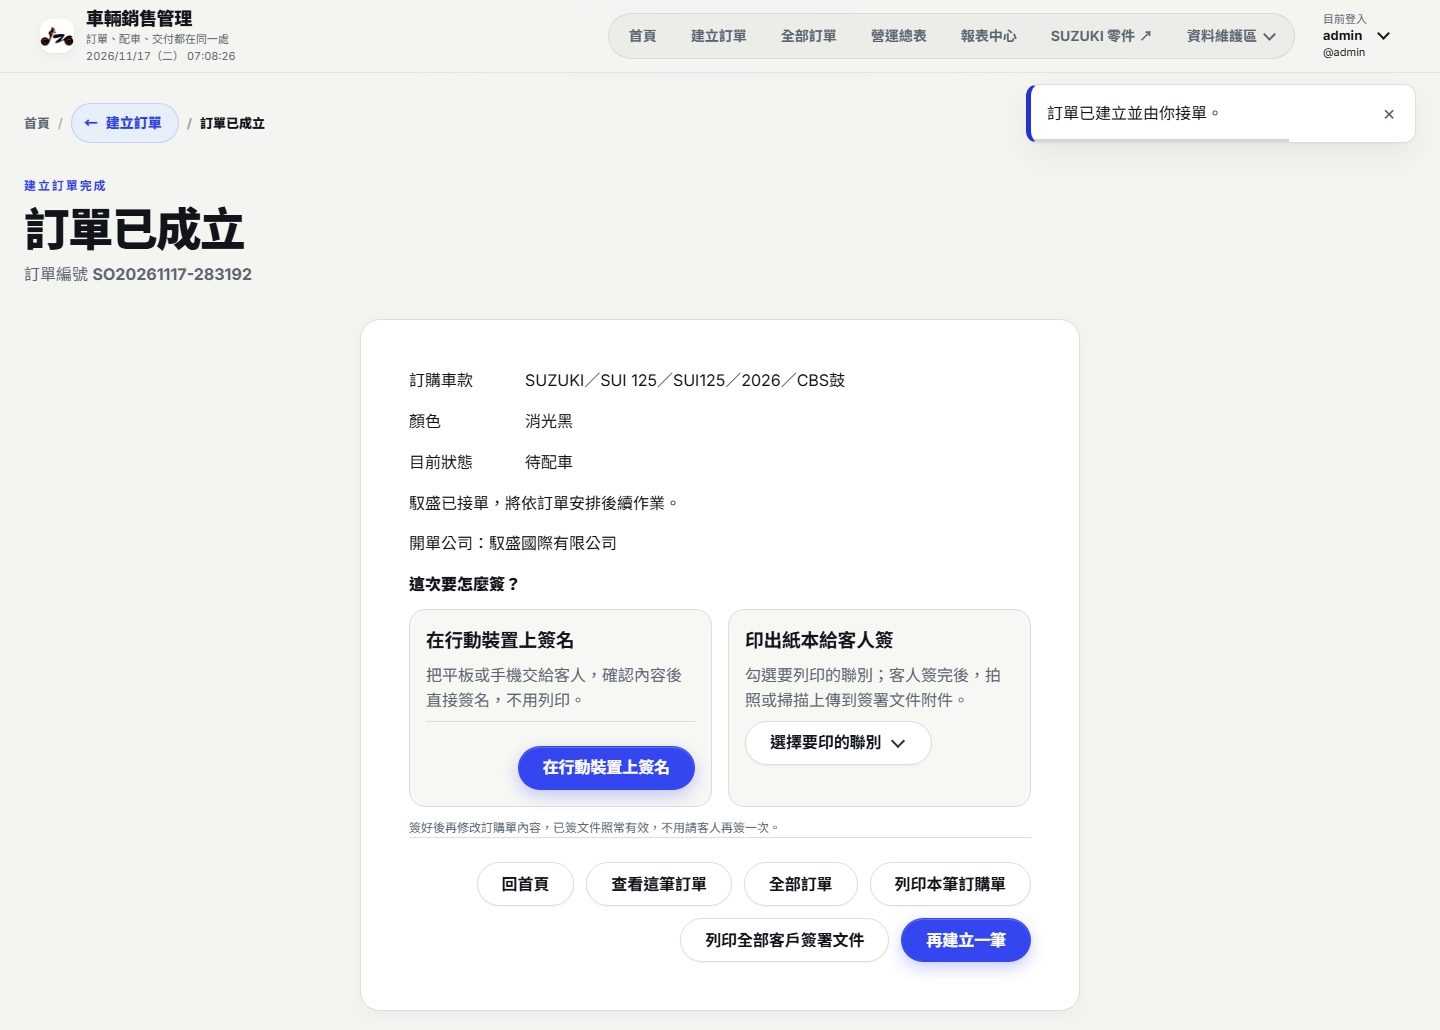 車輛銷售管理
訂單、配車、交付都在同一處
2026/11/17（二） 07:08:26
首頁
建立訂單
全部訂單
營運總表
報表中心
SUZUKI 零件 ↗
資料維護區
目前登入
admin
@admin
首頁 / ← 建立訂單 / 訂單已成立
訂單已建立並由你接單。
×
建立訂單完成
訂單已成立
訂單編號 SO20261117-283192
訂購車款 SUZUKI／SUI 125／SUI125／2026／CBS鼓
顏色 消光黑
目前狀態 待配車
馭盛已接單，將依訂單安排後續作業。
開單公司：馭盛國際有限公司
這次要怎麼簽？
在行動裝置上簽名
把平板或手機交給客人，確認內容後
直接簽名，不用列印。
在行動裝置上簽名
印出紙本給客人簽
勾選要列印的聯別；客人簽完後，拍
照或掃描上傳到簽署文件附件。
選擇要印的聯別
簽好後再修改訂購單內容，已簽文件照常有效，不用請客人再簽一次。
回首頁
查看這筆訂單
全部訂單
列印本筆訂購單
列印全部客戶簽署文件
再建立一筆